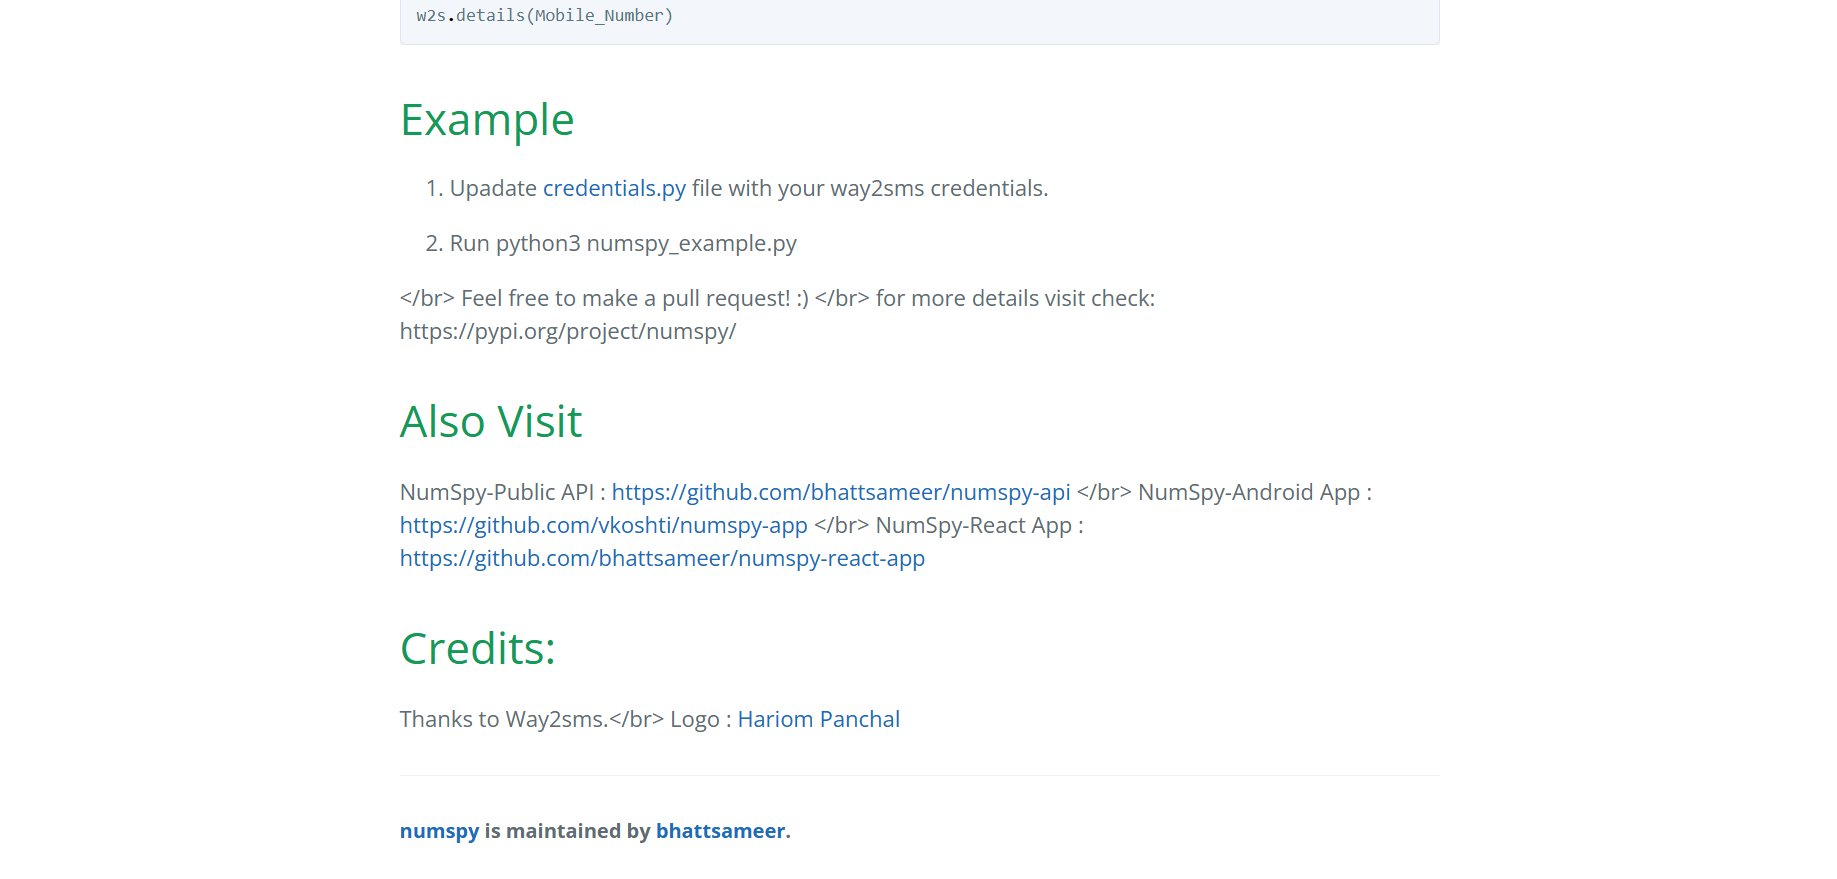 w2s.details(Mobile_Number)
Example
1. Upadate credentials.py file with your way2sms credentials.
2. Run python3 numspy_example.py
</br> Feel free to make a pull request! :) </br> for more details visit check:
https://pypi.org/project/numspy/
Also Visit
NumSpy-Public API : https://github.com/bhattsameer/numspy-api </br> NumSpy-Android App :
https://github.com/vkoshti/numspy-app </br> NumSpy-React App :
https://github.com/bhattsameer/numspy-react-app
Credits:
Thanks to Way2sms.</br> Logo : Hariom Panchal
numspy is maintained by bhattsameer.